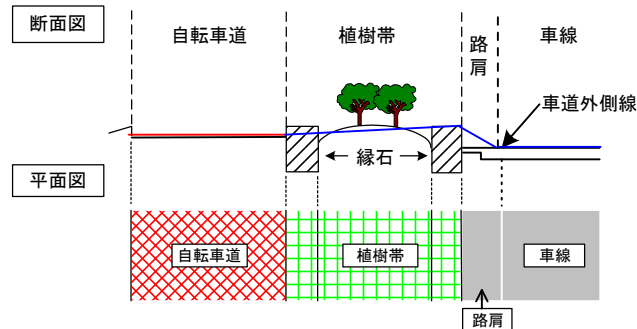 断面図
自転車道
植樹帯
路肩
車線
車道外側線
縁石
平面図
自転車道
植樹帯
車線
路肩